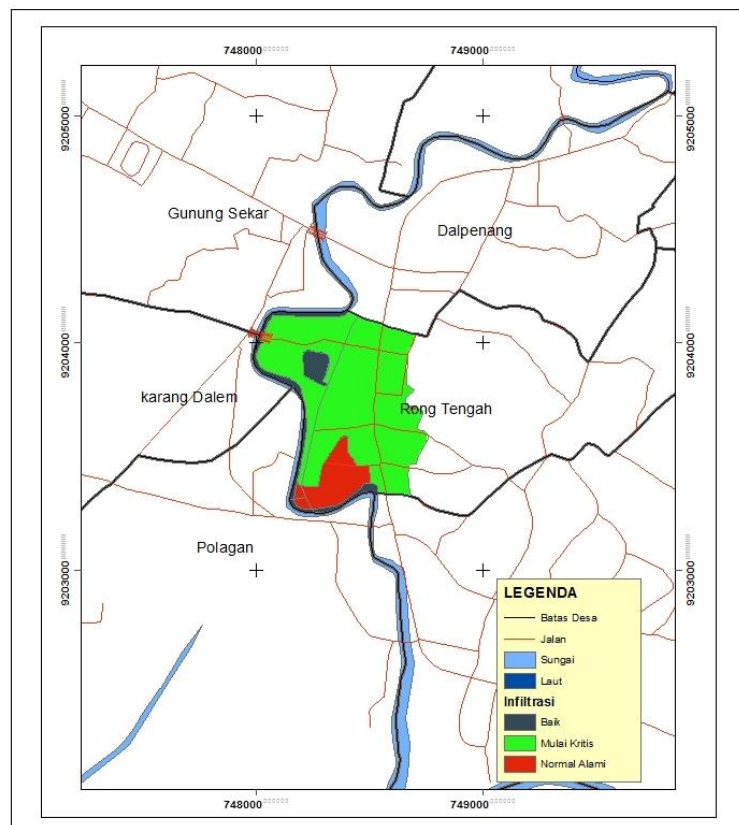 748000 749000
9205000 9205000
Gunung Sekar
Dalpenang
9204000 9204000
karang Dalem
Rong Tengah
Polagan
9203000 9203000
LEGENDA
Batas Desa
Jalan
Sungai
Laut
Infiltrasi
Baik
Mulai Kritis
Normal Alami
748000 749000